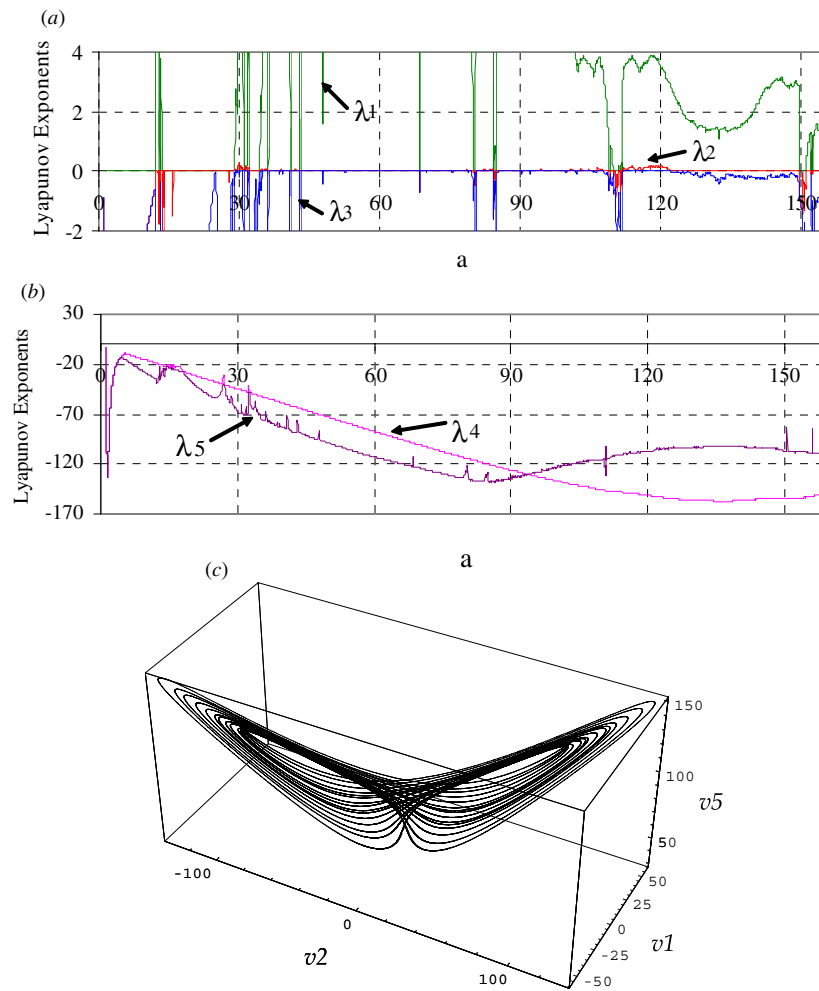 (a)
Lyapunov Exponents
4
2
0
-2
λ1
λ2
λ3
0 30 60 90 120 150
a
(b)
Lyapunov Exponents
30
-20
-70
-120
-170
0 30 60 90 120 150
λ5
λ4
a
(c)
-100 0 100
v2
150
100
50
v5
50
25
0
-25
-50
v1